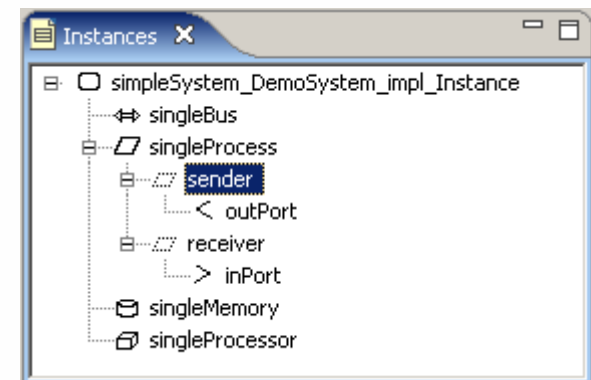 Instances
simpleSystem_DemoSystem_impl_Instance
singleBus
singleProcess
sender
outPort
receiver
inPort
singleMemory
singleProcessor